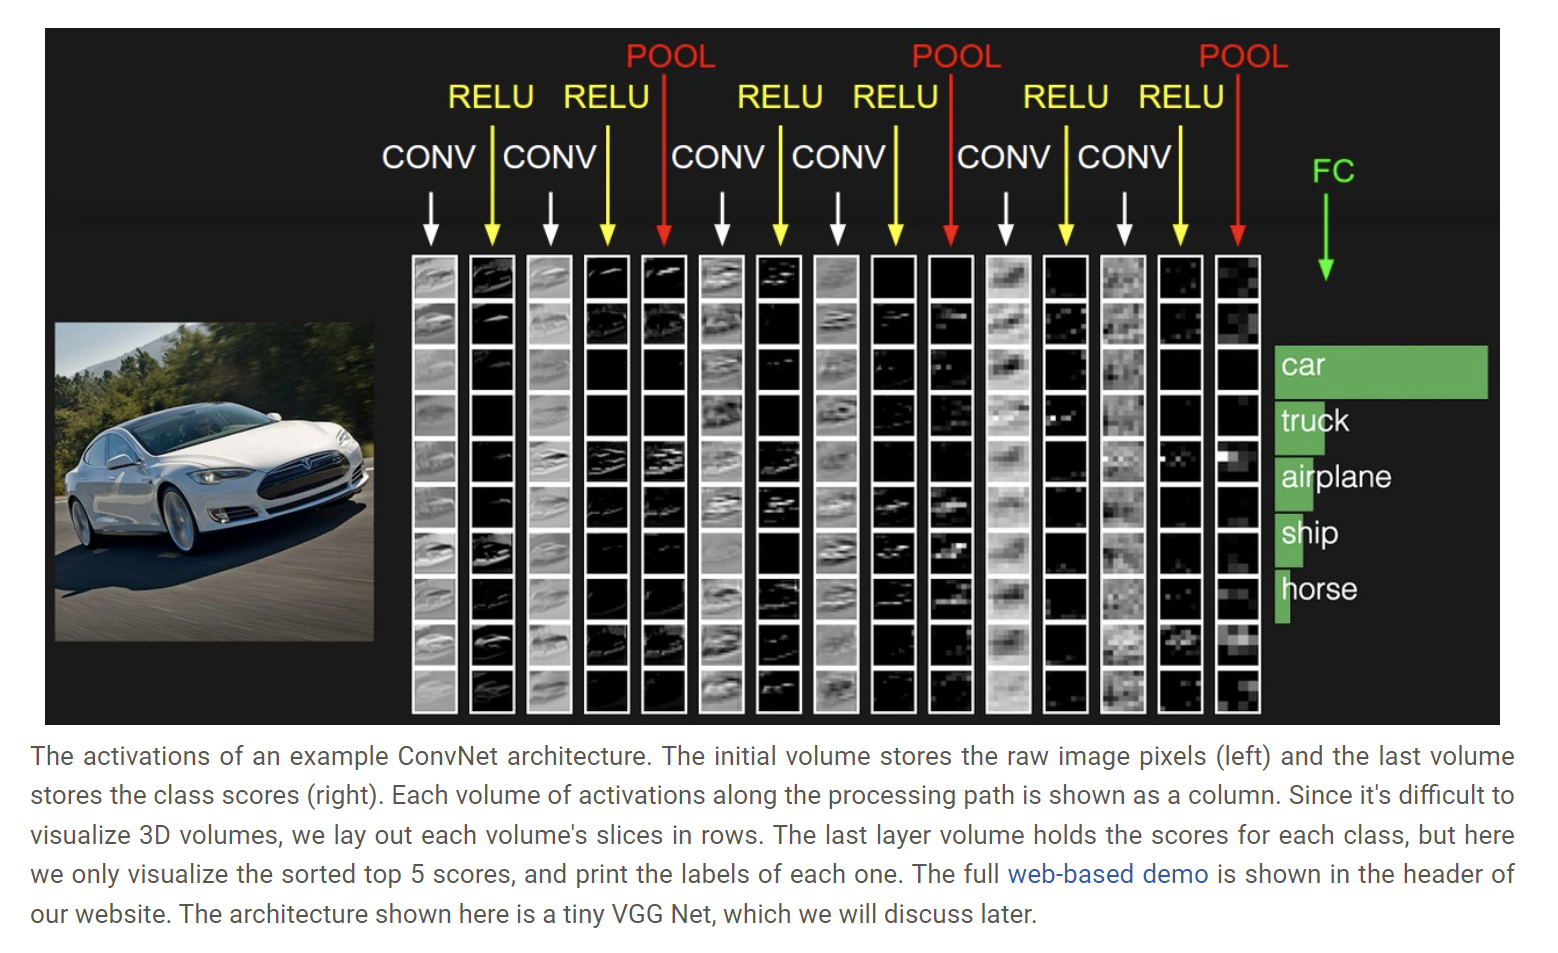 POOL POOL POOL
RELU RELU RELU RELU RELU RELU
CONV CONV CONV CONV CONV CONV
FC
car
truck
airplane
ship
horse
The activations of an example ConvNet architecture. The initial volume stores the raw image pixels (left) and the last volume
stores the class scores (right). Each volume of activations along the processing path is shown as a column. Since it's difficult to
visualize 3D volumes, we lay out each volume's slices in rows. The last layer volume holds the scores for each class, but here
we only visualize the sorted top 5 scores, and print the labels of each one. The full web-based demo is shown in the header of
our website. The architecture shown here is a tiny VGG Net, which we will discuss later.